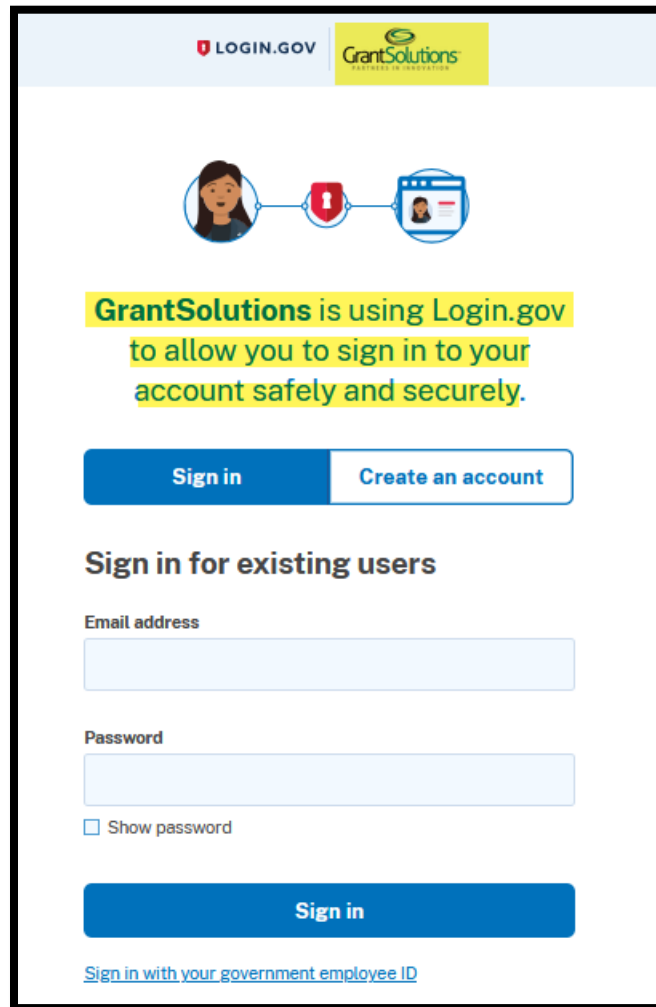 LOGIN.GOV
GrantSolutions
PARTNERS IN INNOVATION
GrantSolutions is using Login.gov
to allow you to sign in to your
account safely and securely.
Sign in
Create an account
Sign in for existing users
Email address
Password
Show password
Sign in
Sign in with your government employee ID